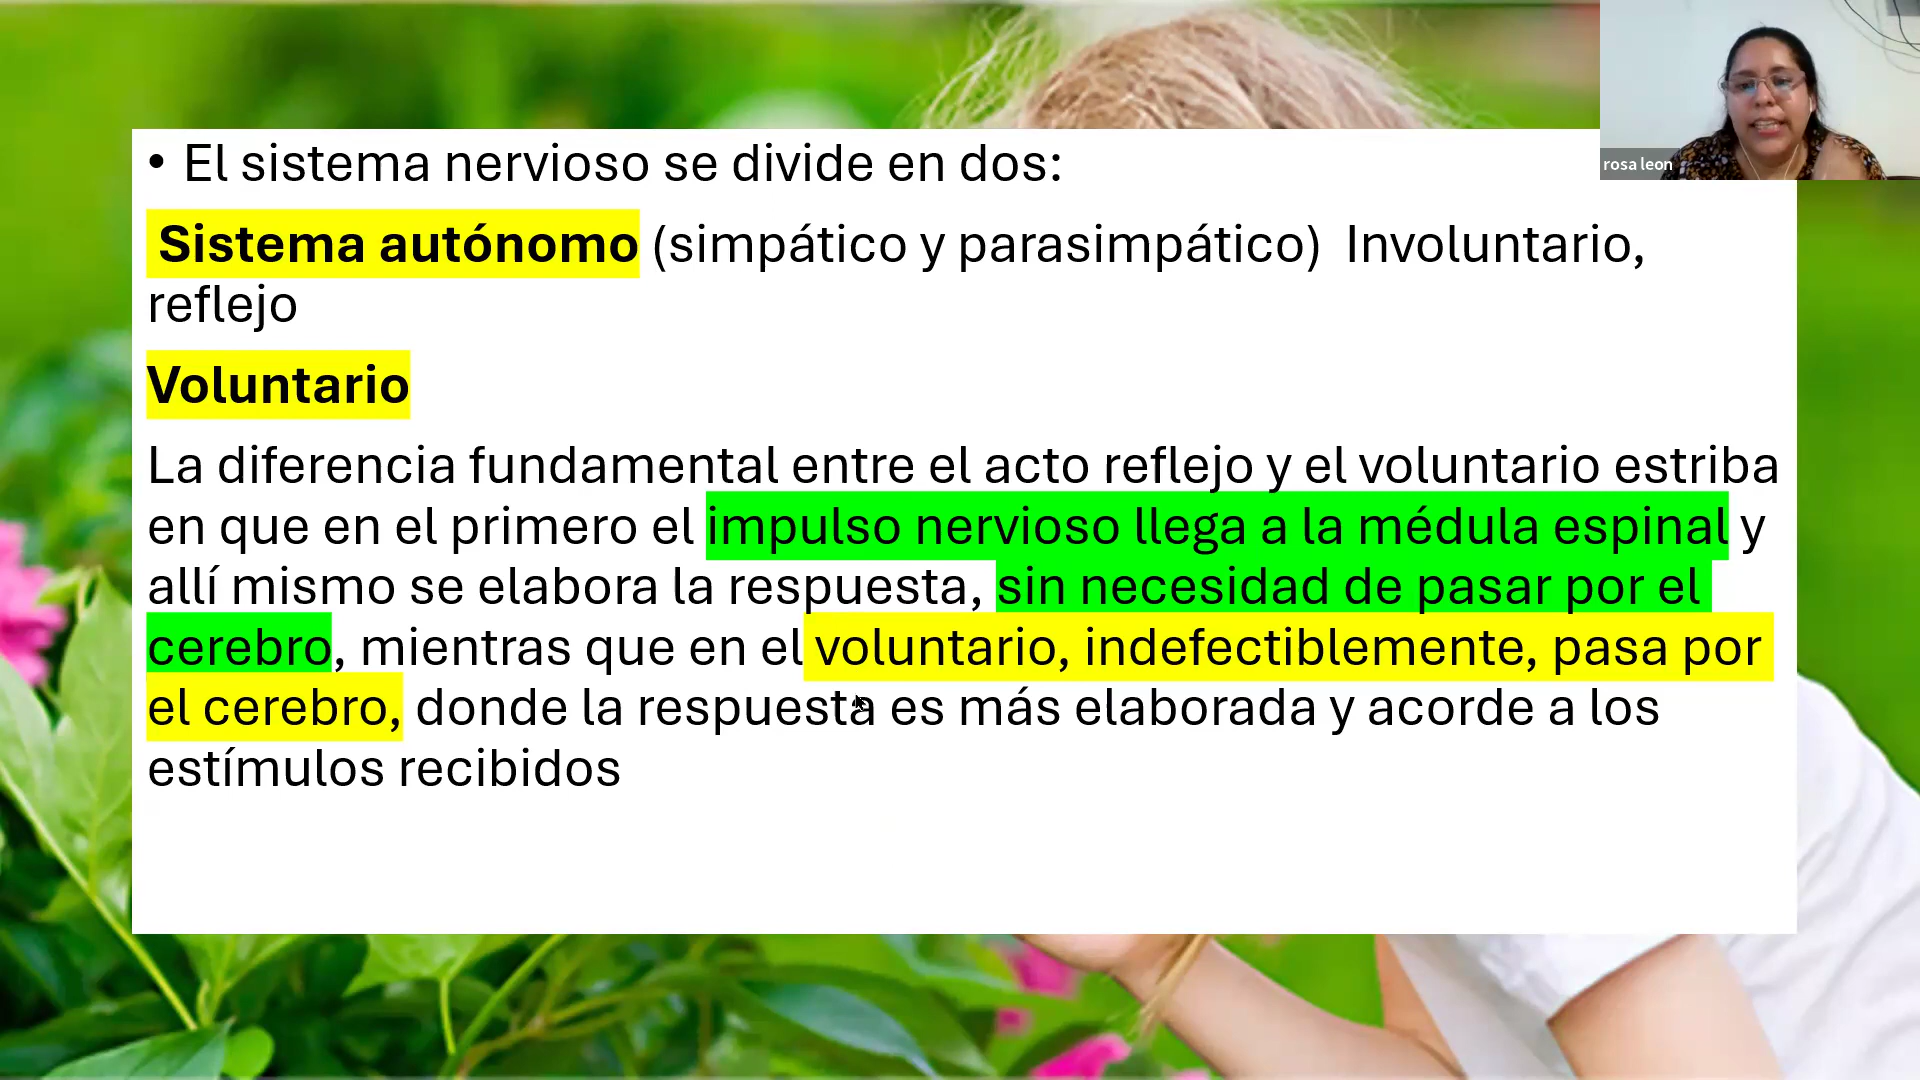 • El sistema nervioso se divide en dos:
Sistema autónomo (simpático y parasimpático)  Involuntario,
reflejo
Voluntario
La diferencia fundamental entre el acto reflejo y el voluntario estriba
en que en el primero el impulso nervioso llega a la médula espinal y
allí mismo se elabora la respuesta, sin necesidad de pasar por el
cerebro, mientras que en el voluntario, indefectiblemente, pasa por
el cerebro, donde la respuesta es más elaborada y acorde a los
estímulos recibidos
rosa leon